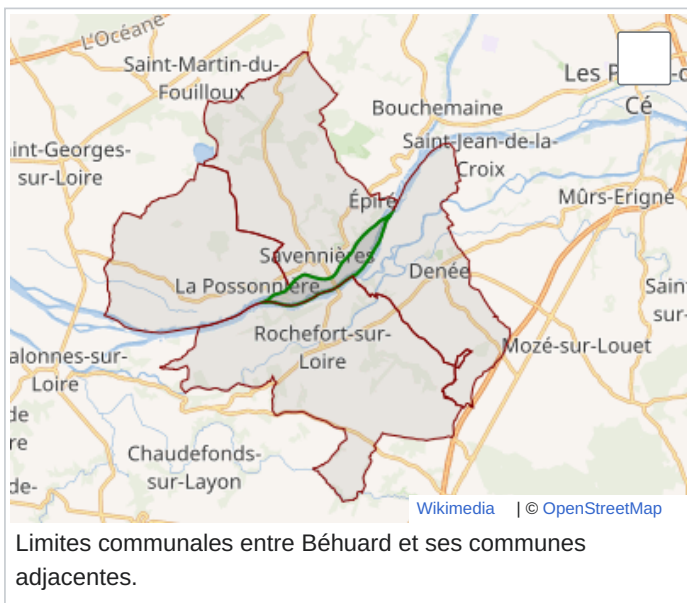 L'Océane
Saint-Martin-du-
Fouilloux
Les P
-d
Cé
Bouchemaine
Saint-Jean-de-la-
Croix
int-Georges-
sur-Loire
Épiré
Mûrs-Erigné
Savennières
Denée
La Possonnière
Saint
sur-
Rochefort-sur-
Loire
Mozé-sur-Louet
alonnes-sur-
Loire
de
re
Chaudefonds-
sur-Layon
de-
Wikimedia | © OpenStreetMap
Limites communales entre Béhuard et ses communes
adjacentes.